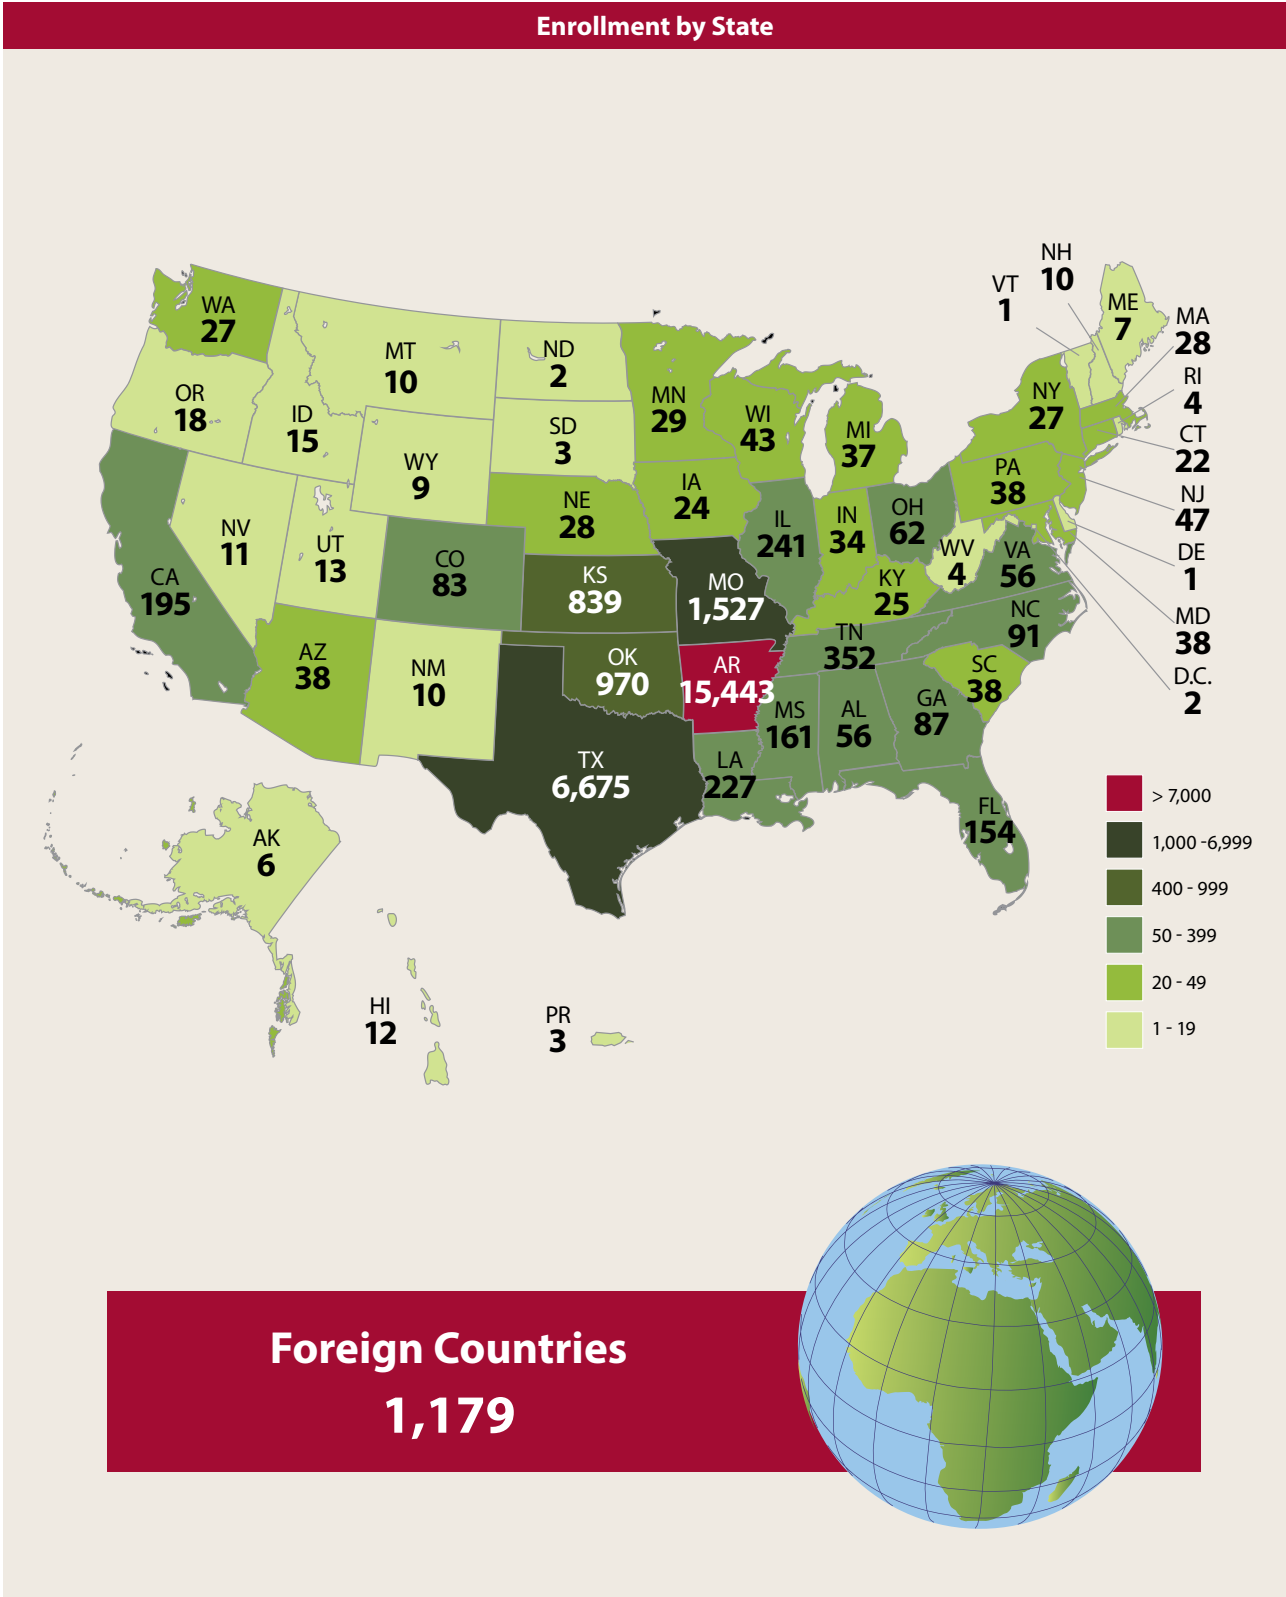 Enrollment by State
NH
10
VT
1
ME
7
MA
28
RI
4
CT
22
NJ
47
DE
1
MD
38
D.C.
2
WA
27
MT
10
ND
2
OR
18
ID
15
SD
3
MN
29
WI
43
MI
37
NY
27
WY
9
PA
38
NE
28
IA
24
IL
241
IN
34
OH
62
NV
11
UT
13
CO
83
WV
4
VA
56
CA
195
KS
839
MO
1,527
KY
25
NC
91
AZ
38
NM
10
OK
970
AR
15,443
TN
352
SC
38
MS
161
AL
56
GA
87
TX
6,675
LA
227
FL
154
AK
6
HI
12
PR
3
> 7,000
1,000 -6,999
400 - 999
50 - 399
20 - 49
1 - 19
Foreign Countries
1,179